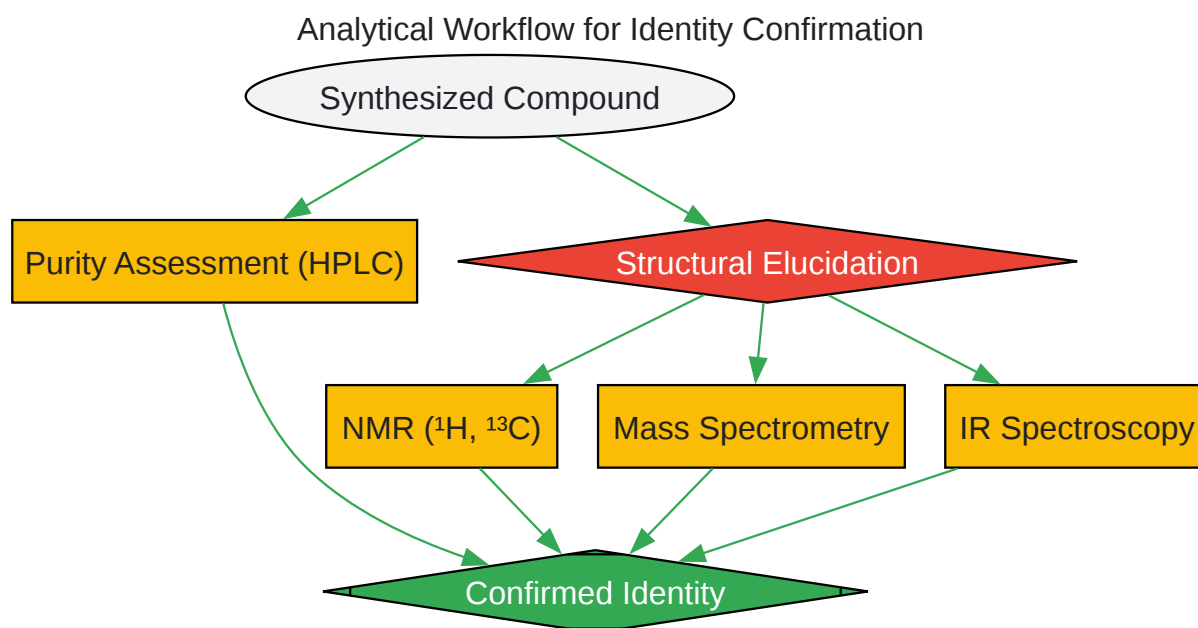 Analytical Workflow for Identity Confirmation
Synthesized Compound
Purity Assessment (HPLC)
Structural Elucidation
NMR (¹H, ¹³C)
Mass Spectrometry
IR Spectroscopy
Confirmed Identity